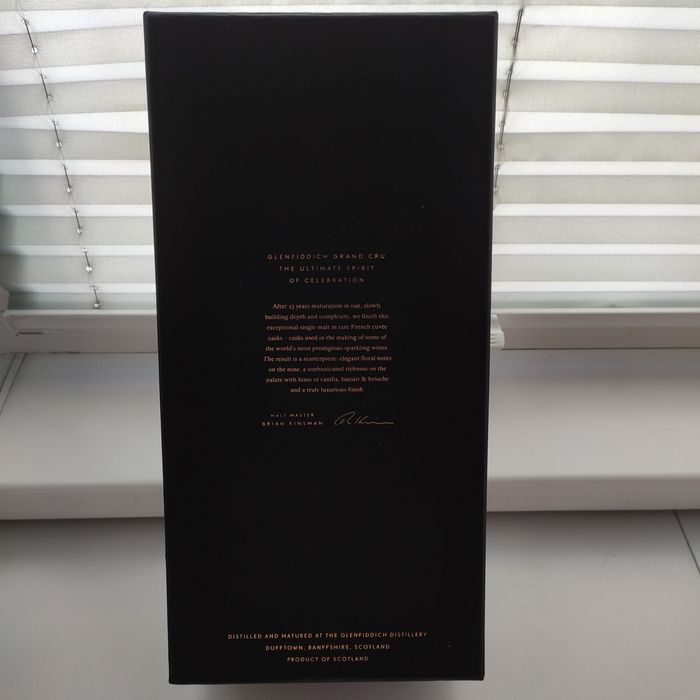 GLENFIDDICH GRAND CRU
THE ULTIMATE SPIRIT
OF CELEBRATION
After 23 years maturation in oak, slowly
building depth and complexity, we finish this
exceptional single malt in rare French cuvée
casks - casks used in the making of some of
the world's most prestigious sparkling wines.
The result is a masterpiece: elegant floral notes
on the nose, a sophisticated richness on the
palate with hints of vanilla, biscuit & brioche
and a truly luxurious finish
MALT MASTER
BRIAN KINSMAN
DISTILLED AND MATURED AT THE GLENFIDDICH DISTILLERY
DUFFTOWN, BANFFSHIRE, SCOTLAND
PRODUCT OF SCOTLAND